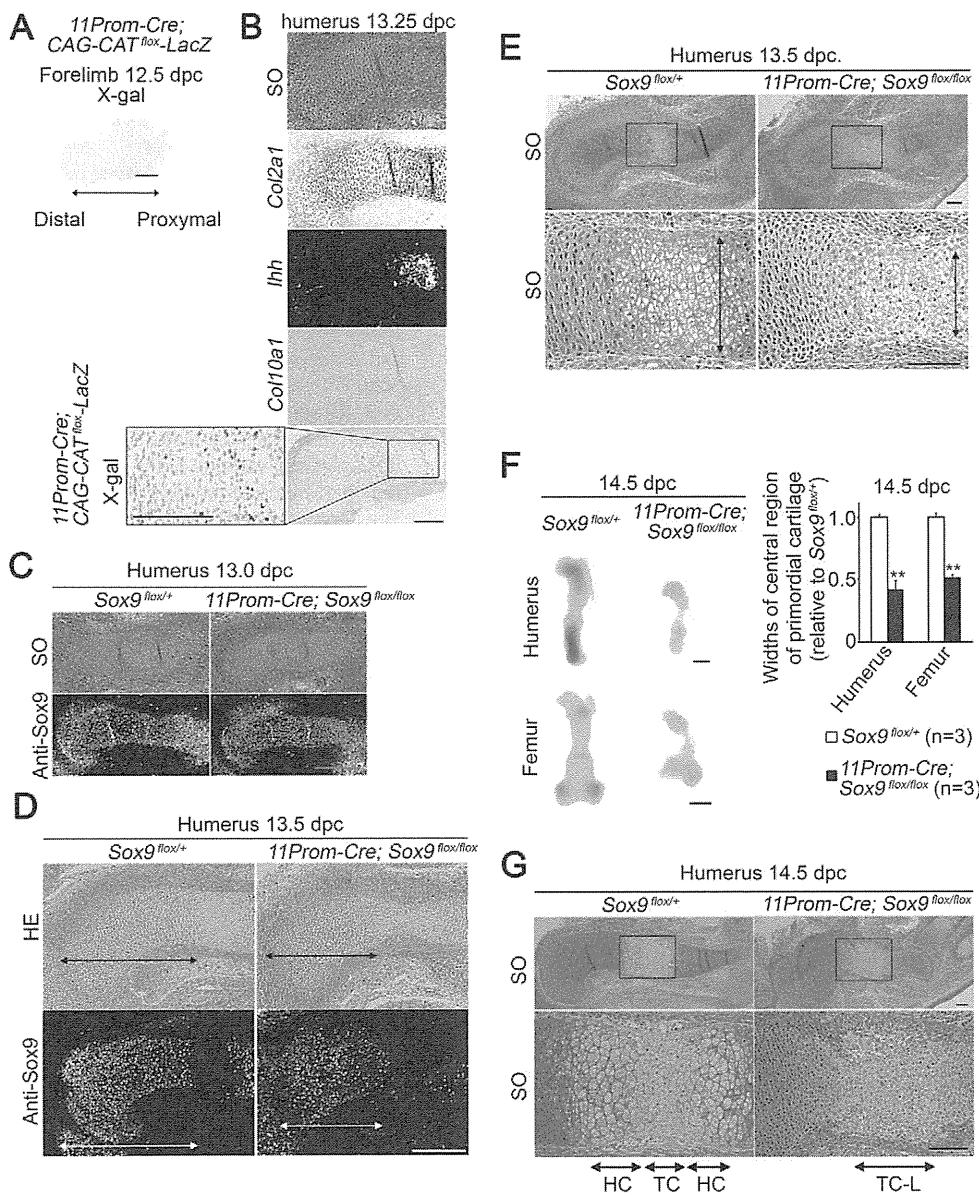 A
11Prom-Cre;
CAG-CATflox-LacZ
Forelimb 12.5 dpc
X-gal
Distal Proxymal
B
humerus 13.25 dpc
SO
Col2a1
Ihh
Col10a1
11Prom-Cre;
CAG-CATflox-LacZ
X-gal
C
Humerus 13.0 dpc
Sox9flox/+ 11Prom-Cre; Sox9flox/flox
SO
Anti-Sox9
D
Humerus 13.5 dpc
Sox9flox/+ 11Prom-Cre; Sox9flox/flox
HE
Anti-Sox9
E
Humerus 13.5 dpc.
Sox9flox/+ 11Prom-Cre; Sox9flox/flox
SO
SO
F
14.5 dpc
Sox9flox/+ 11Prom-Cre;
Sox9flox/flox
Humerus
Femur
Widths of central region
of primordial cartilage
(relative to Sox9flox/+)
14.5 dpc
1.0
0.5
0
** **
Humerus
Femur
Sox9flox/+ (n=3)
11Prom-Cre;
Sox9flox/flox (n=3)
G
Humerus 14.5 dpc
Sox9flox/+ 11Prom-Cre; Sox9flox/flox
SO
SO
HC TC HC TC-L